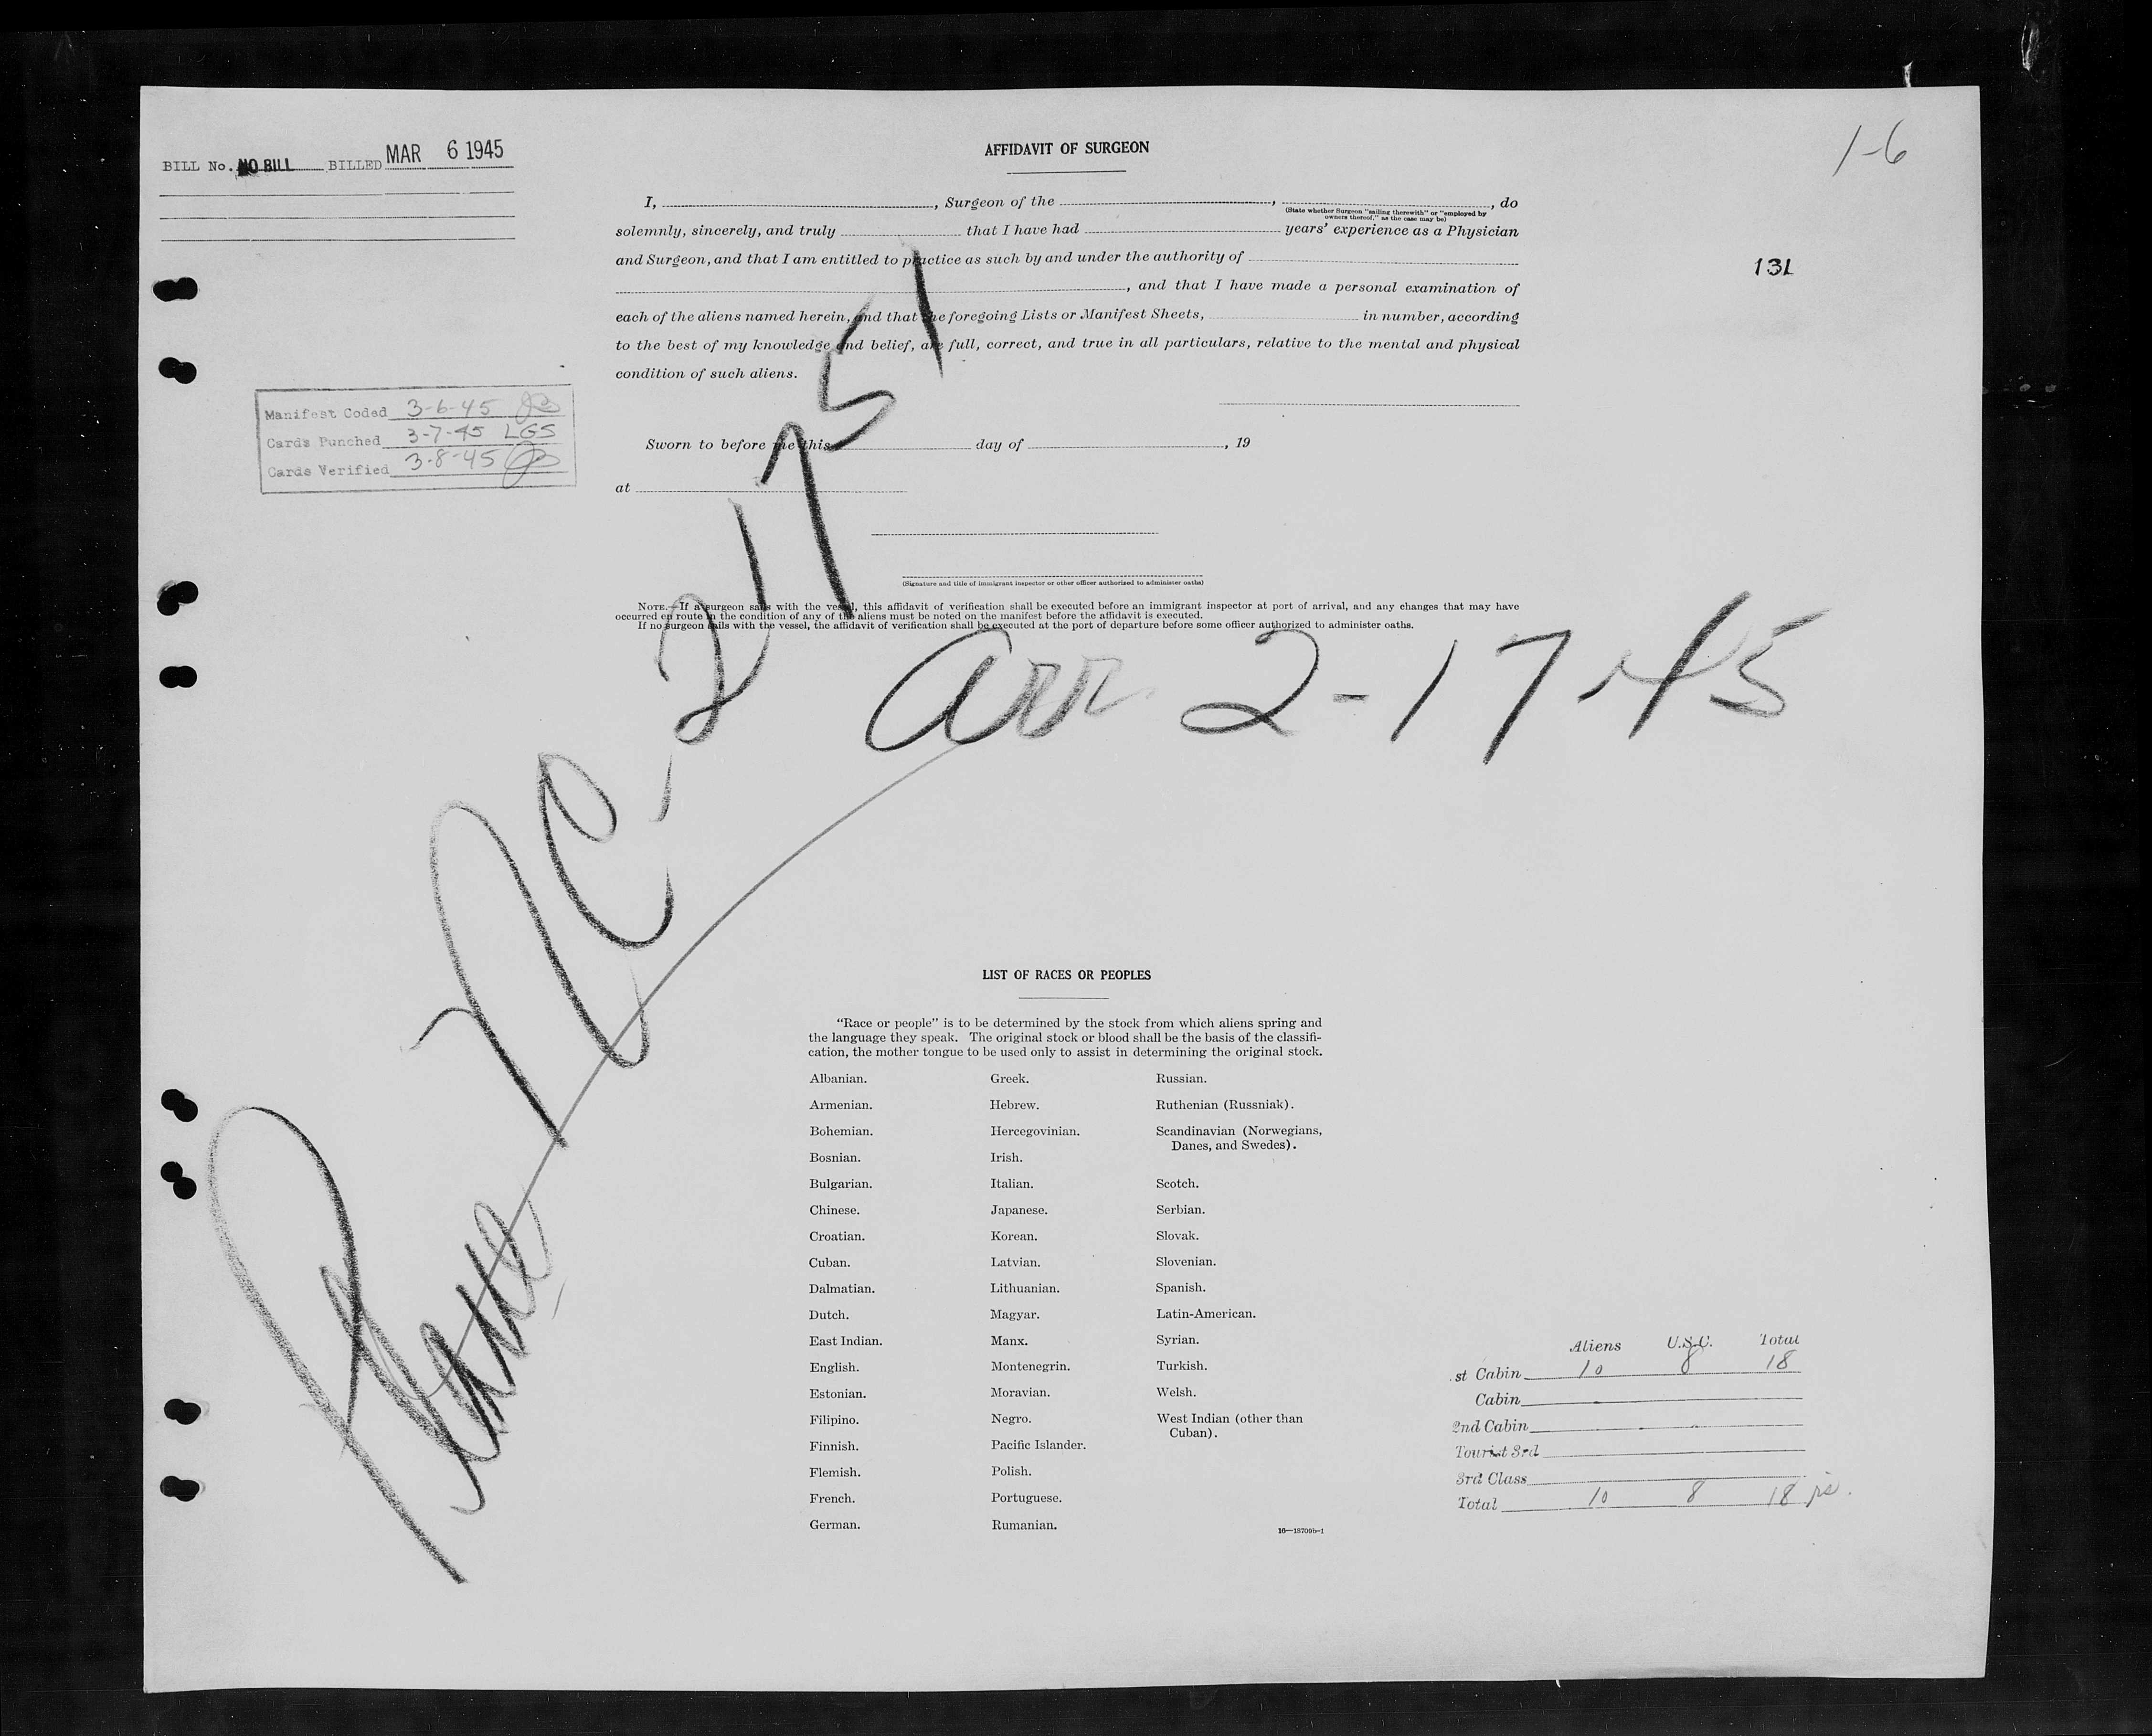 BILL No. NO BILL BILLED MAR 6 1945
1-6
131
Manifest Coded 3-6-45
Cards Punched 3-7-45 LGS
Cards Verified 3-8-45
AFFIDAVIT OF SURGEON
I, , Surgeon of the , , do
(State whether Surgeon "sailing therewith" or "employed by
owners thereof," as the case may be)
solemnly, sincerely, and truly that I have had years' experience as a Physician
and Surgeon, and that I am entitled to practice as such by and under the authority of
, and that I have made a personal examination of
each of the aliens named herein, and that the foregoing Lists or Manifest Sheets, in number, according
to the best of my knowledge and belief, are full, correct, and true in all particulars, relative to the mental and physical
condition of such aliens.
Sworn to before me this day of , 19
at
(Signature and title of immigrant inspector or other officer authorized to administer oaths)
NOTE.—If a surgeon sails with the vessel, this affidavit of verification shall be executed before an immigrant inspector at port of arrival, and any changes that may have
occurred en route in the condition of any of the aliens must be noted on the manifest before the affidavit is executed.
If no surgeon sails with the vessel, the affidavit of verification shall be executed at the port of departure before some officer authorized to administer oaths.
Plane NC-21751
arr 2-17-45
LIST OF RACES OR PEOPLES
"Race or people" is to be determined by the stock from which aliens spring and
the language they speak. The original stock or blood shall be the basis of the classifi-
cation, the mother tongue to be used only to assist in determining the original stock.
Albanian.
Armenian.
Bohemian.
Bosnian.
Bulgarian.
Chinese.
Croatian.
Cuban.
Dalmatian.
Dutch.
East Indian.
English.
Estonian.
Filipino.
Finnish.
Flemish.
French.
German.
Greek.
Hebrew.
Hercegovinian.
Irish.
Italian.
Japanese.
Korean.
Latvian.
Lithuanian.
Magyar.
Manx.
Montenegrin.
Moravian.
Negro.
Pacific Islander.
Polish.
Portuguese.
Rumanian.
Russian.
Ruthenian (Russniak).
Scandinavian (Norwegians,
Danes, and Swedes).
Scotch.
Serbian.
Slovak.
Slovenian.
Spanish.
Latin-American.
Syrian.
Turkish.
Welsh.
West Indian (other than
Cuban).
16—18700b-1
Aliens U.S.C. Total
st Cabin 10 8 18
Cabin
2nd Cabin
Tourist 3rd
3rd Class
Total 10 8 18